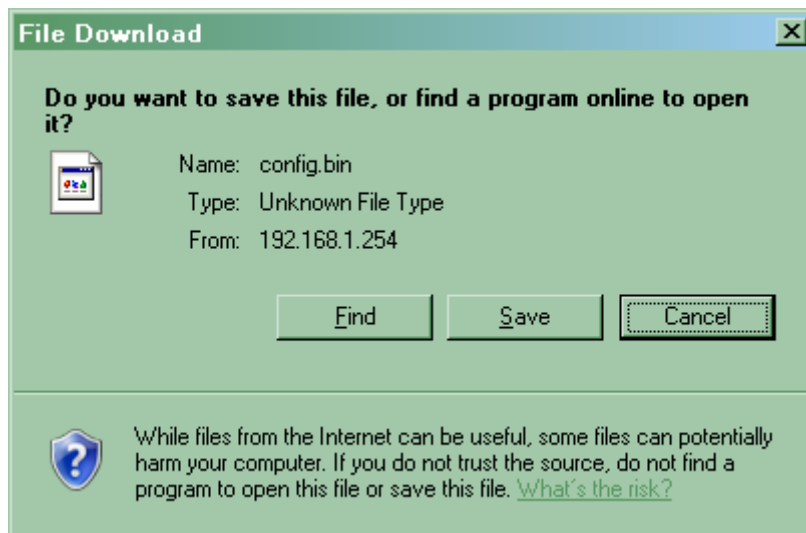 File Download
Do you want to save this file, or find a program online to open
it?
Name: config.bin
Type: Unknown File Type
From: 192.168.1.254
Find Save Cancel
While files from the Internet can be useful, some files can potentially
harm your computer. If you do not trust the source, do not find a
program to open this file or save this file. What's the risk?